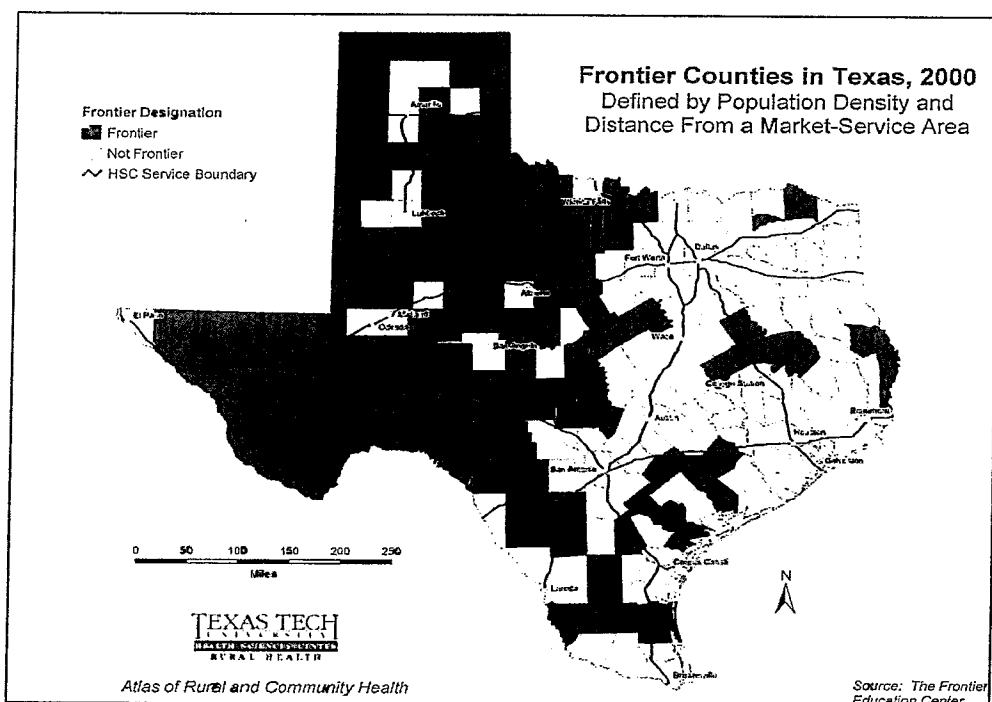 Frontier Counties in Texas, 2000
Defined by Population Density and
Distance From a Market-Service Area
Frontier Designation
Frontier
Not Frontier
HSC Service Boundary
Amarillo
Lubbock
Wichita Falls
Dallas
Fort Worth
Abilene
El Paso
Midland
Odessa
San Angelo
Waco
College Station
Beaumont
Austin
Houston
San Antonio
Galveston
Corpus Christi
Laredo
Brownsville
0 50 100 150 200 250
Miles
N
TEXAS TECH
UNIVERSITY
RURAL HEALTH
Atlas of Rural and Community Health
Source: The Frontier
Education Center